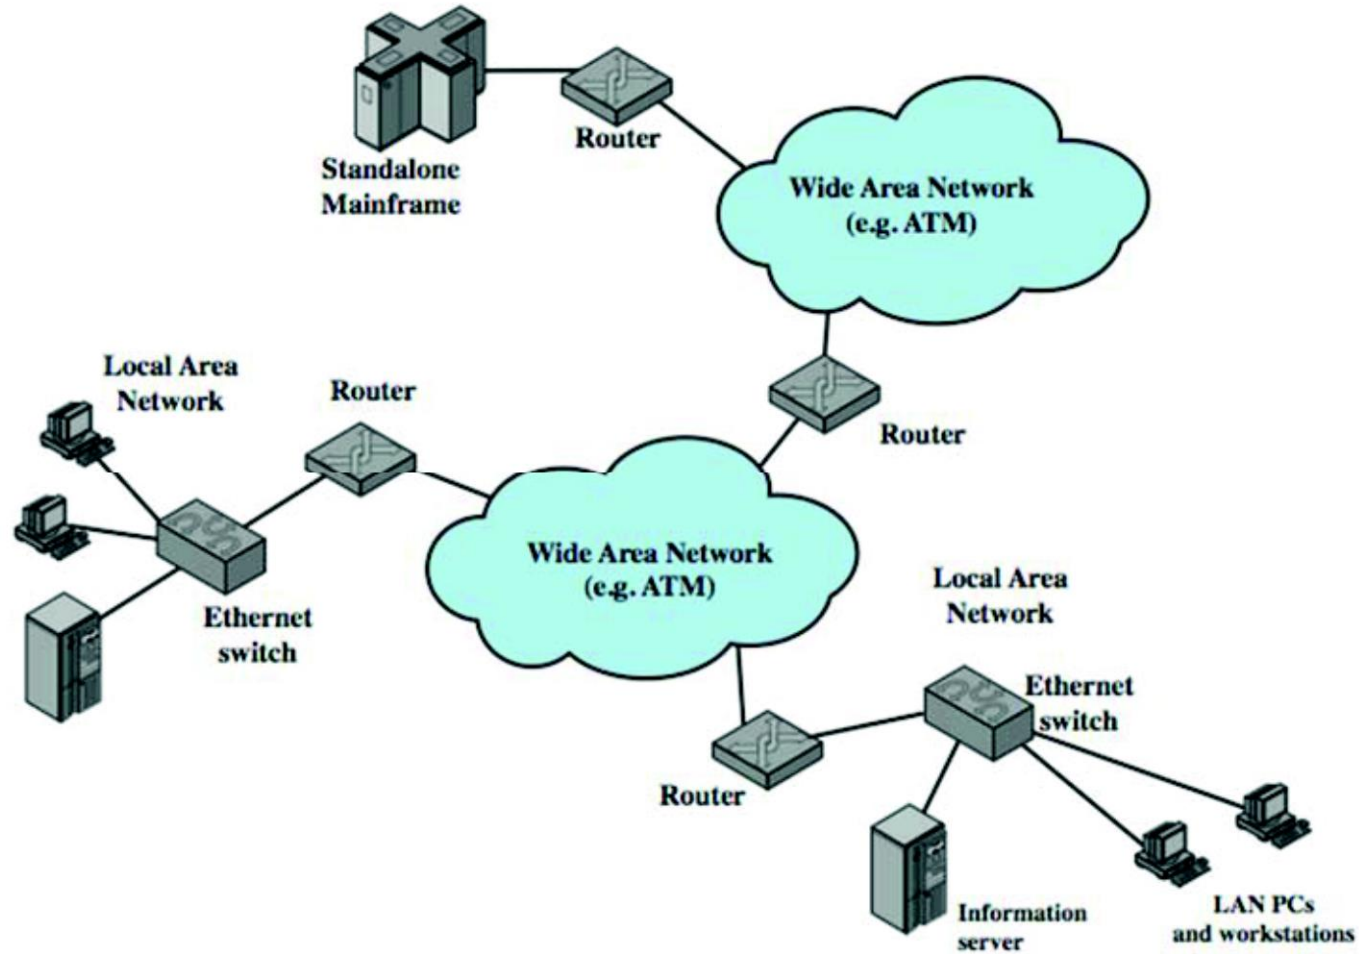 Router
Standalone
Mainframe
Wide Area Network
(e.g. ATM)
Local Area
Network
Router
Router
Wide Area Network
(e.g. ATM)
Local Area
Network
Ethernet
switch
Ethernet
switch
Router
Information
server
LAN PCs
and workstations